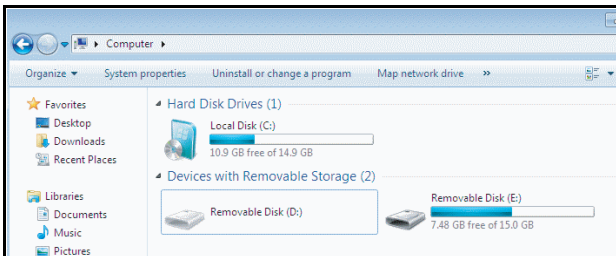 Computer
Organize System properties Uninstall or change a program Map network drive »
Favorites
Desktop
Downloads
Recent Places
Libraries
Documents
Music
Pictures
Hard Disk Drives (1)
Local Disk (C:)
10.9 GB free of 14.9 GB
Devices with Removable Storage (2)
Removable Disk (D:)
Removable Disk (E:)
7.48 GB free of 15.0 GB